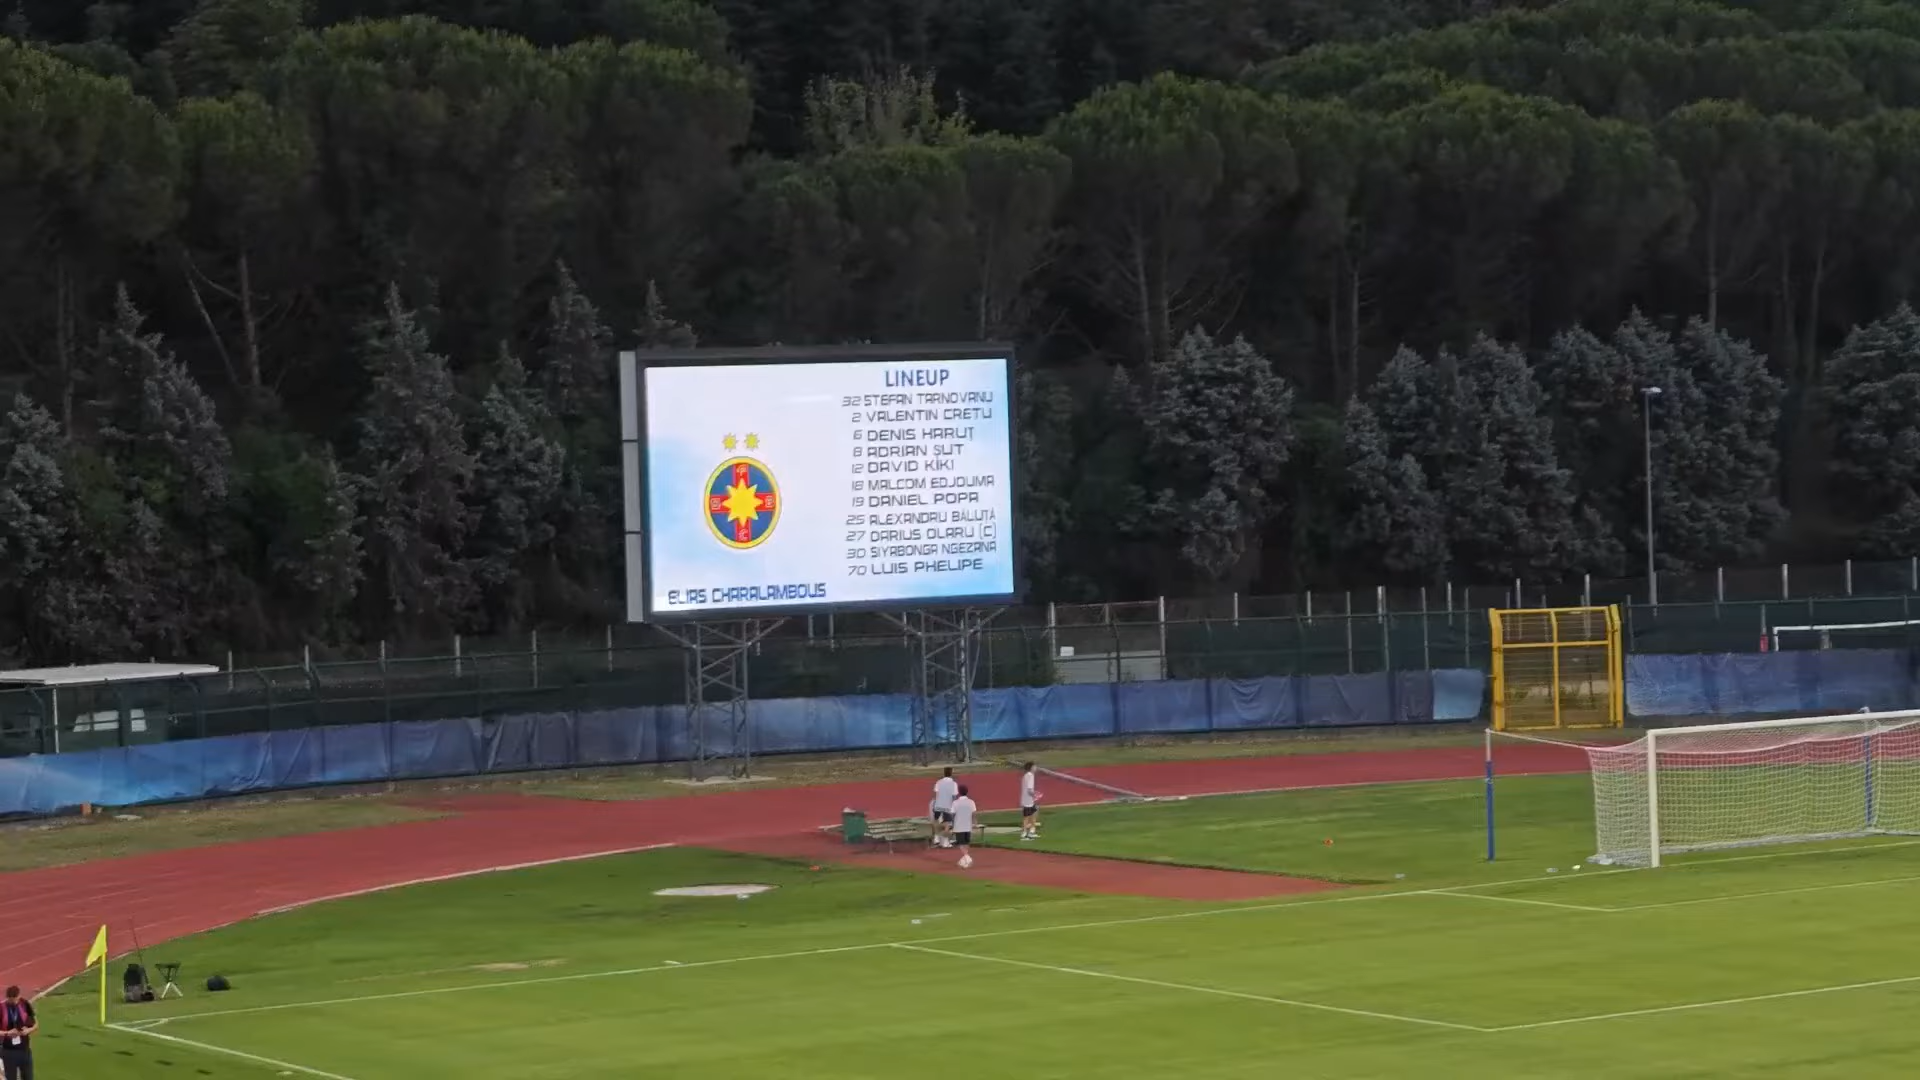 LINEUP
32 STEFAN TARNOVANU
2 VALENTIN CRETU
6 DENIS HARUȚ
8 ADRIAN ȘUT
12 DAVID KIKI
18 MALCOM EDJOUMA
19 DANIEL POPA
25 ALEXANDRU BĂLUȚĂ
27 DARIUS OLARU (C)
30 SIYABONGA NGEZANA
70 LUIS PHELIPE
F
S B
C
ELIAS CHARALAMBOUS